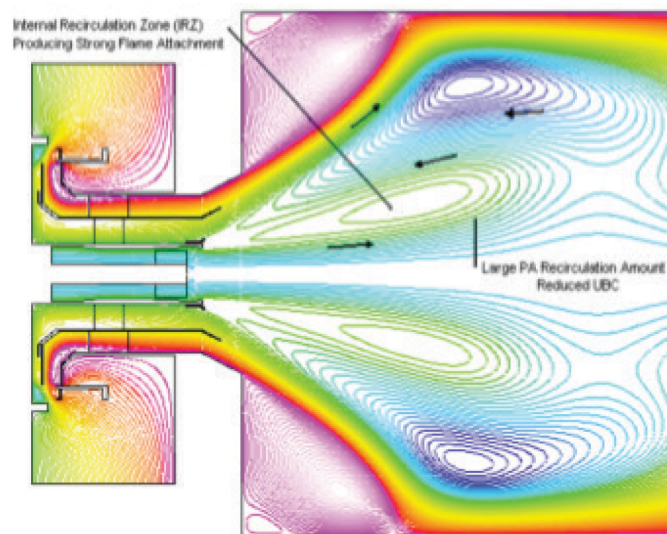 Internal Recirculation Zone (IRZ)
Producing Strong Flame Attachment
Large PA Recirculation Amount
Reduced UBC